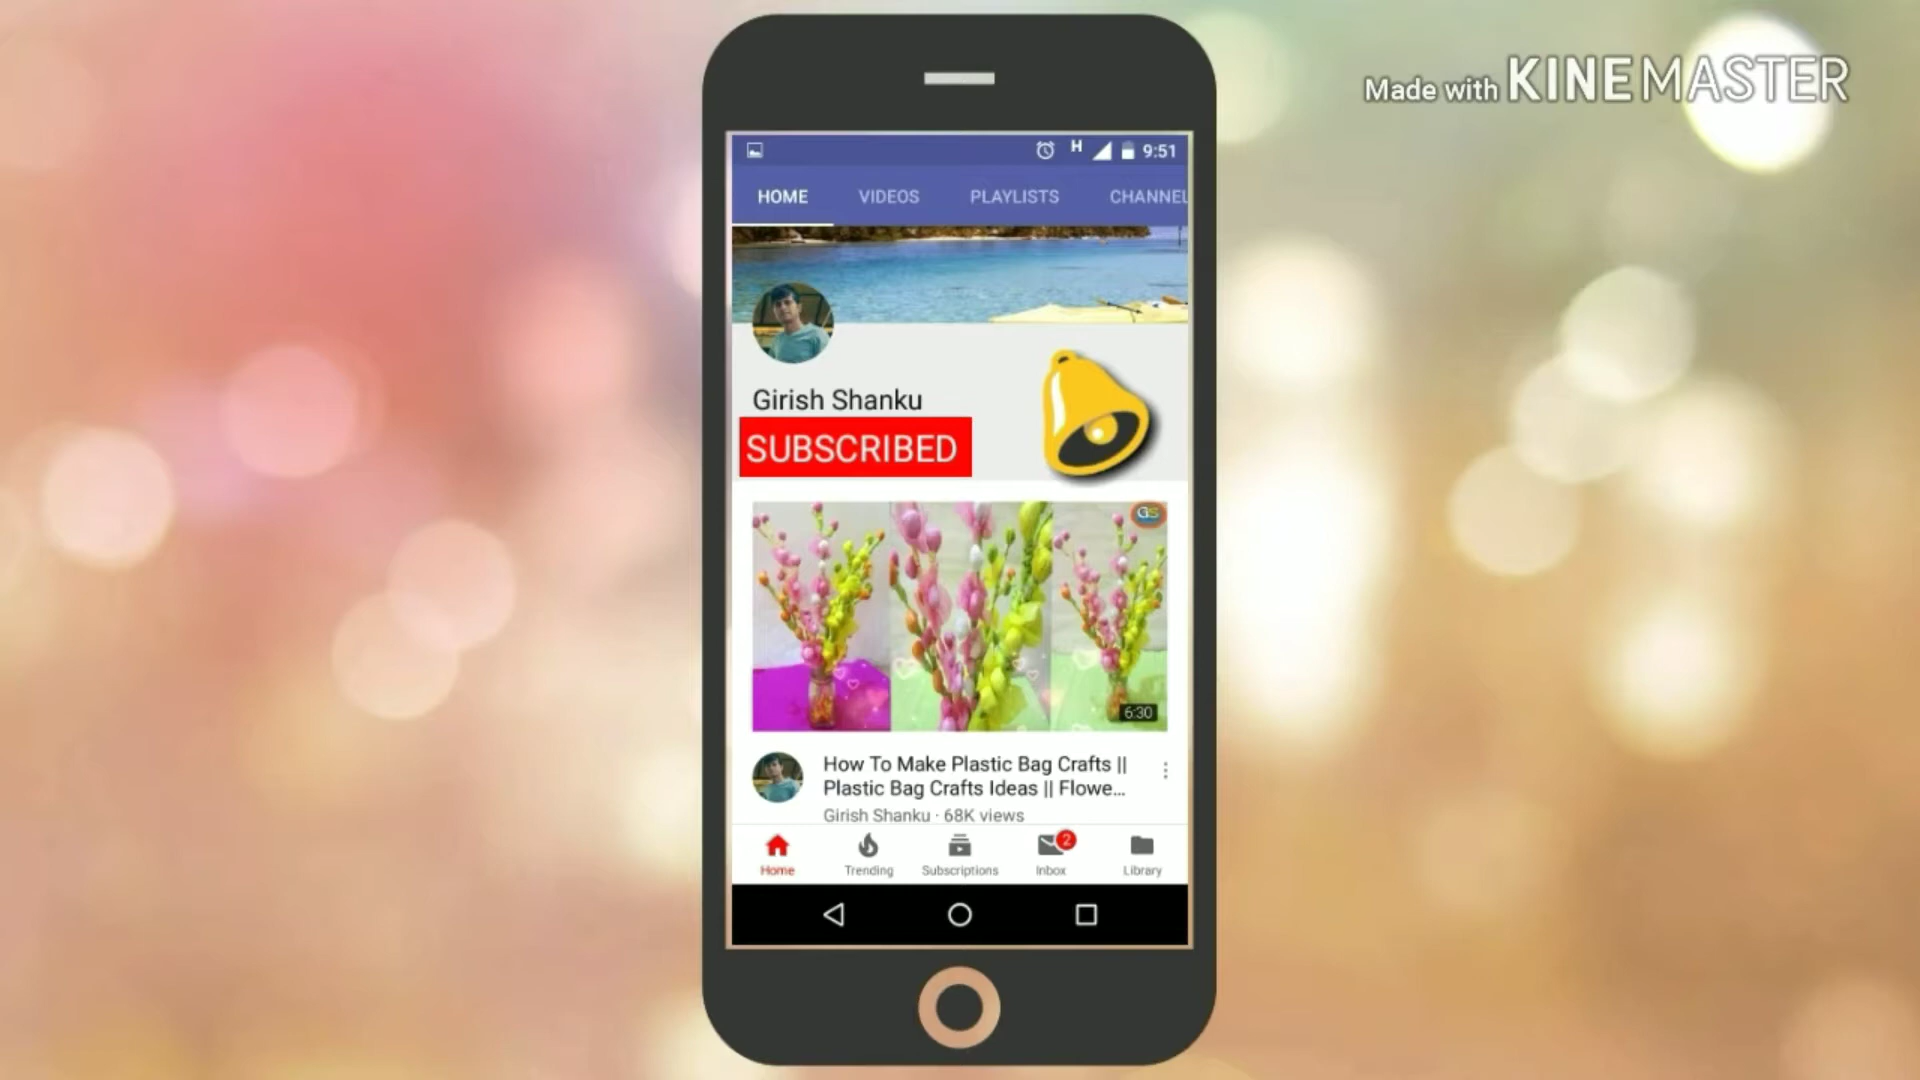 Made with KINEMASTER
H 9:51
HOME VIDEOS PLAYLISTS CHANNEL
Girish Shanku
SUBSCRIBED
GS
6:30
How To Make Plastic Bag Crafts ||
Plastic Bag Crafts Ideas || Flowe...
Girish Shanku · 68K views
2
Home Trending Subscriptions Inbox Library